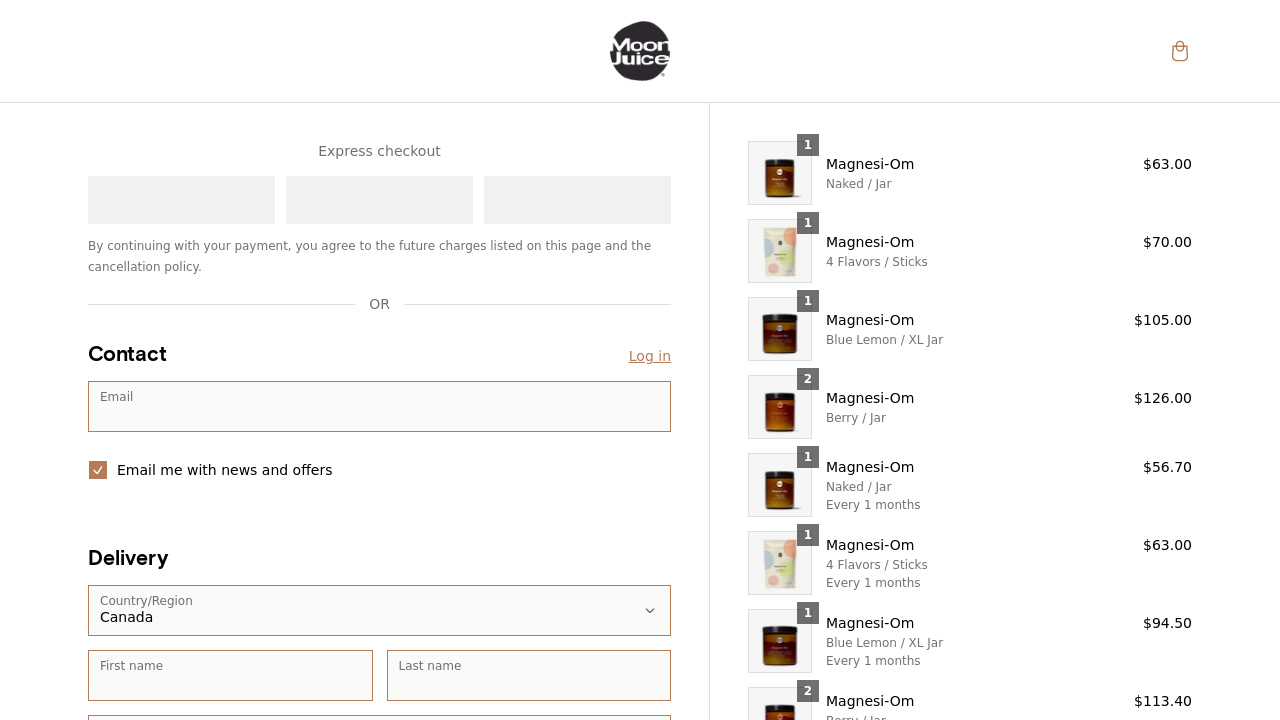 Moon
Juice
Express checkout
By continuing with your payment, you agree to the future charges listed on this page and the
cancellation policy.
OR
Contact
Log in
Email
Email me with news and offers
Delivery
Country/Region
Canada
First name
Last name
1
Magnesi-Om
$63.00
Naked / Jar
1
Magnesi-Om
$70.00
4 Flavors / Sticks
1
Magnesi-Om
$105.00
Blue Lemon / XL Jar
2
Magnesi-Om
$126.00
Berry / Jar
1
Magnesi-Om
$56.70
Naked / Jar
Every 1 months
1
Magnesi-Om
$63.00
4 Flavors / Sticks
Every 1 months
1
Magnesi-Om
$94.50
Blue Lemon / XL Jar
Every 1 months
2
Magnesi-Om
$113.40
Berry / Jar